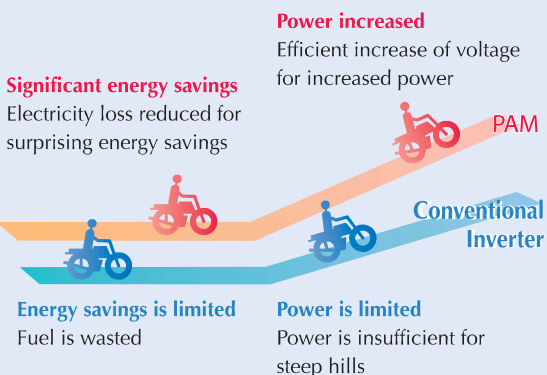 Power increased
Efficient increase of voltage
for increased power
Significant energy savings
Electricity loss reduced for
surprising energy savings
PAM
Conventional
Inverter
Energy savings is limited
Fuel is wasted
Power is limited
Power is insufficient for
steep hills